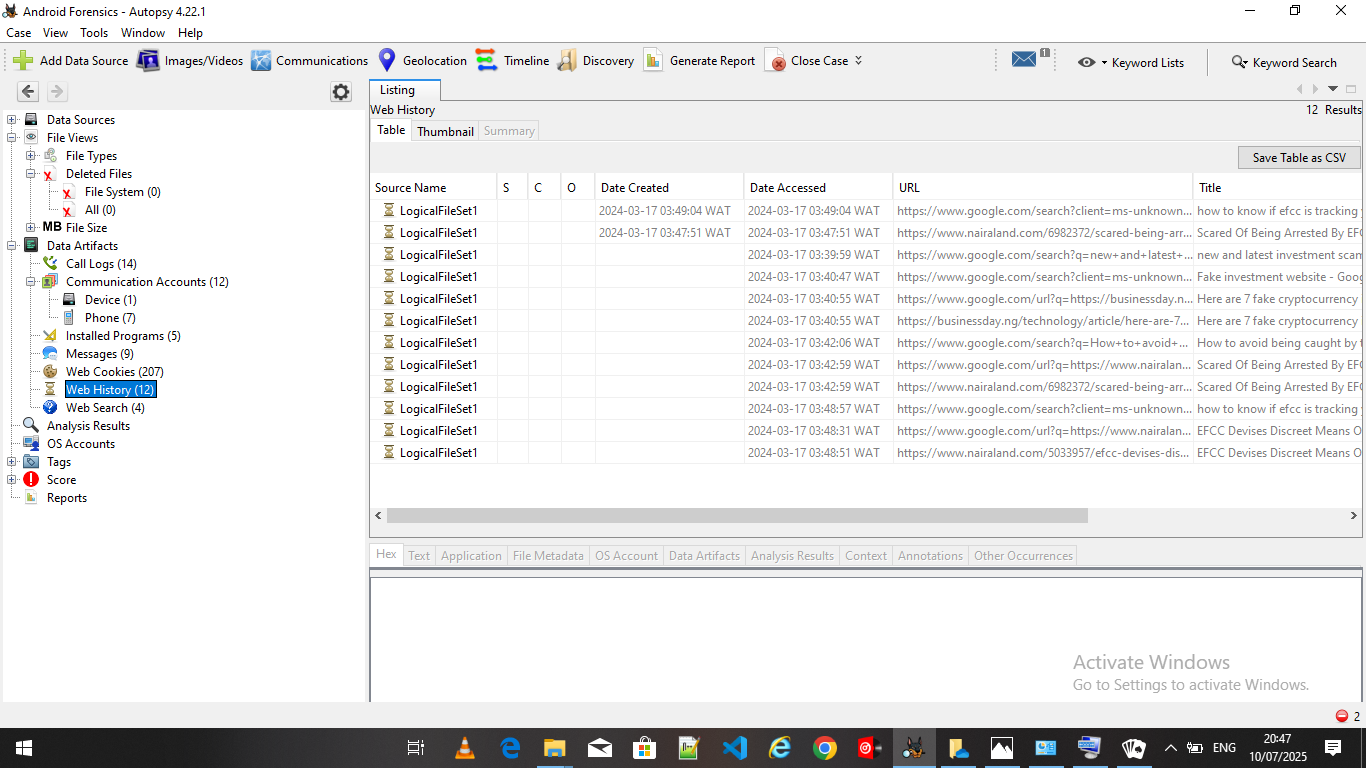 Android Forensics - Autopsy 4.22.1
Case View Tools Window Help
Add Data Source Images/Videos Communications Geolocation Timeline Discovery Generate Report Close Case 1 Keyword Lists Keyword Search
Listing
Data Sources
File Views
File Types
Deleted Files
File System (0)
All (0)
MB File Size
Data Artifacts
Call Logs (14)
Communication Accounts (12)
Device (1)
Phone (7)
Installed Programs (5)
Messages (9)
Web Cookies (207)
Web History (12)
Web Search (4)
Analysis Results
OS Accounts
Tags
Score
Reports
Web History 12 Results
Table Thumbnail Summary
Save Table as CSV
Source Name S C O Date Created Date Accessed URL Title
LogicalFileSet1 2024-03-17 03:49:04 WAT 2024-03-17 03:49:04 WAT https://www.google.com/search?client=ms-unknown... how to know if efcc is tracking
LogicalFileSet1 2024-03-17 03:47:51 WAT 2024-03-17 03:47:51 WAT https://www.nairaland.com/6982372/scared-being-arr... Scared Of Being Arrested By EFC
LogicalFileSet1 2024-03-17 03:39:59 WAT https://www.google.com/search?q=new+and+latest+... new and latest investment scam
LogicalFileSet1 2024-03-17 03:40:47 WAT https://www.google.com/search?client=ms-unknown... Fake investment website - Goo
LogicalFileSet1 2024-03-17 03:40:55 WAT https://www.google.com/url?q=https://businessday.n... Here are 7 fake cryptocurrency
LogicalFileSet1 2024-03-17 03:40:55 WAT https://businessday.ng/technology/article/here-are-7... Here are 7 fake cryptocurrency
LogicalFileSet1 2024-03-17 03:42:06 WAT https://www.google.com/search?q=How+to+avoid+... How to avoid being caught by t
LogicalFileSet1 2024-03-17 03:42:59 WAT https://www.google.com/url?q=https://www.nairalan... Scared Of Being Arrested By EFC
LogicalFileSet1 2024-03-17 03:42:59 WAT https://www.nairaland.com/6982372/scared-being-arr... Scared Of Being Arrested By EFC
LogicalFileSet1 2024-03-17 03:48:57 WAT https://www.google.com/search?client=ms-unknown... how to know if efcc is tracking
LogicalFileSet1 2024-03-17 03:48:31 WAT https://www.google.com/url?q=https://www.nairalan... EFCC Devises Discreet Means O
LogicalFileSet1 2024-03-17 03:48:51 WAT https://www.nairaland.com/5033957/efcc-devises-dis... EFCC Devises Discreet Means O
Hex Text Application File Metadata OS Account Data Artifacts Analysis Results Context Annotations Other Occurrences
Activate Windows
Go to Settings to activate Windows.
2
ENG
20:47
10/07/2025